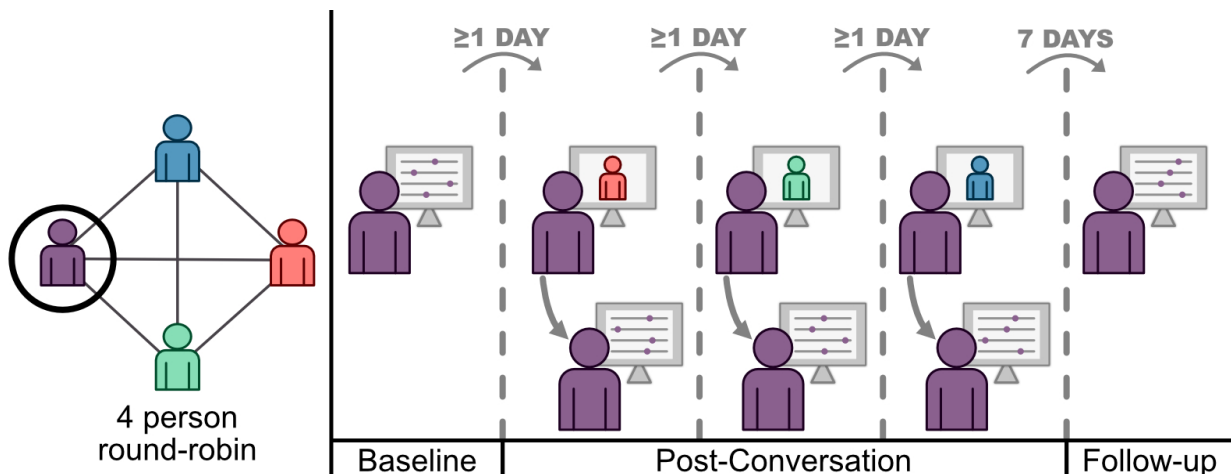 ≥1 DAY
≥1 DAY
≥1 DAY
7 DAYS
4 person
round-robin
Baseline
Post-Conversation
Follow-up